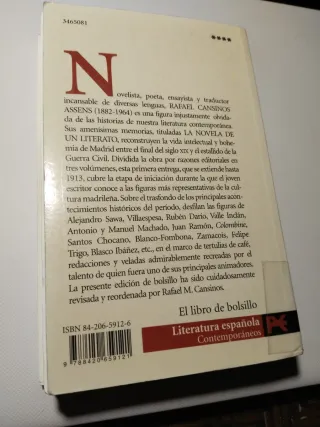 3465081
Novelista, poeta, ensayista y traductor
incansable de diversas lenguas, RAFAEL CANSINOS
ASSENS (1882-1964) es una figura injustamente olvida-
da de las historias de nuestra literatura contemporánea.
Sus amenísimas memorias, tituladas LA NOVELA DE
UN LITERATO, reconstruyen la vida intelectual y bohe-
mia de Madrid entre el final del siglo XIX y el estallido de la
Guerra Civil. Dividida la obra por razones editoriales en
tres volúmenes, esta primera entrega, que se extiende hasta
1913, cubre la etapa de iniciación durante la que el joven
escritor conoce a las figuras más representativas de la cul-
tura madrileña. Sobre el trasfondo de los principales acon-
tecimientos históricos del periodo, desfilan las figuras de
Alejandro Sawa, Villaespesa, Rubén Darío, Valle Inclán,
Antonio y Manuel Machado, Juan Ramón, Colombine,
Santos Chocano, Blanco-Fombona, Zamacois, Felipe
Trigo, Blasco Ibáñez, etc., en el marco de tertulias de café,
redacciones y veladas admirablemente recreadas por el
talento de quien fuera uno de sus principales animadores.
La presente edición de bolsillo ha sido cuidadosamente
revisada y reordenada por Rafael M. Cansinos.
El libro de bolsillo
Literatura española
Contemporáneos
ISBN 84-206-5912-6
9 788420 659121